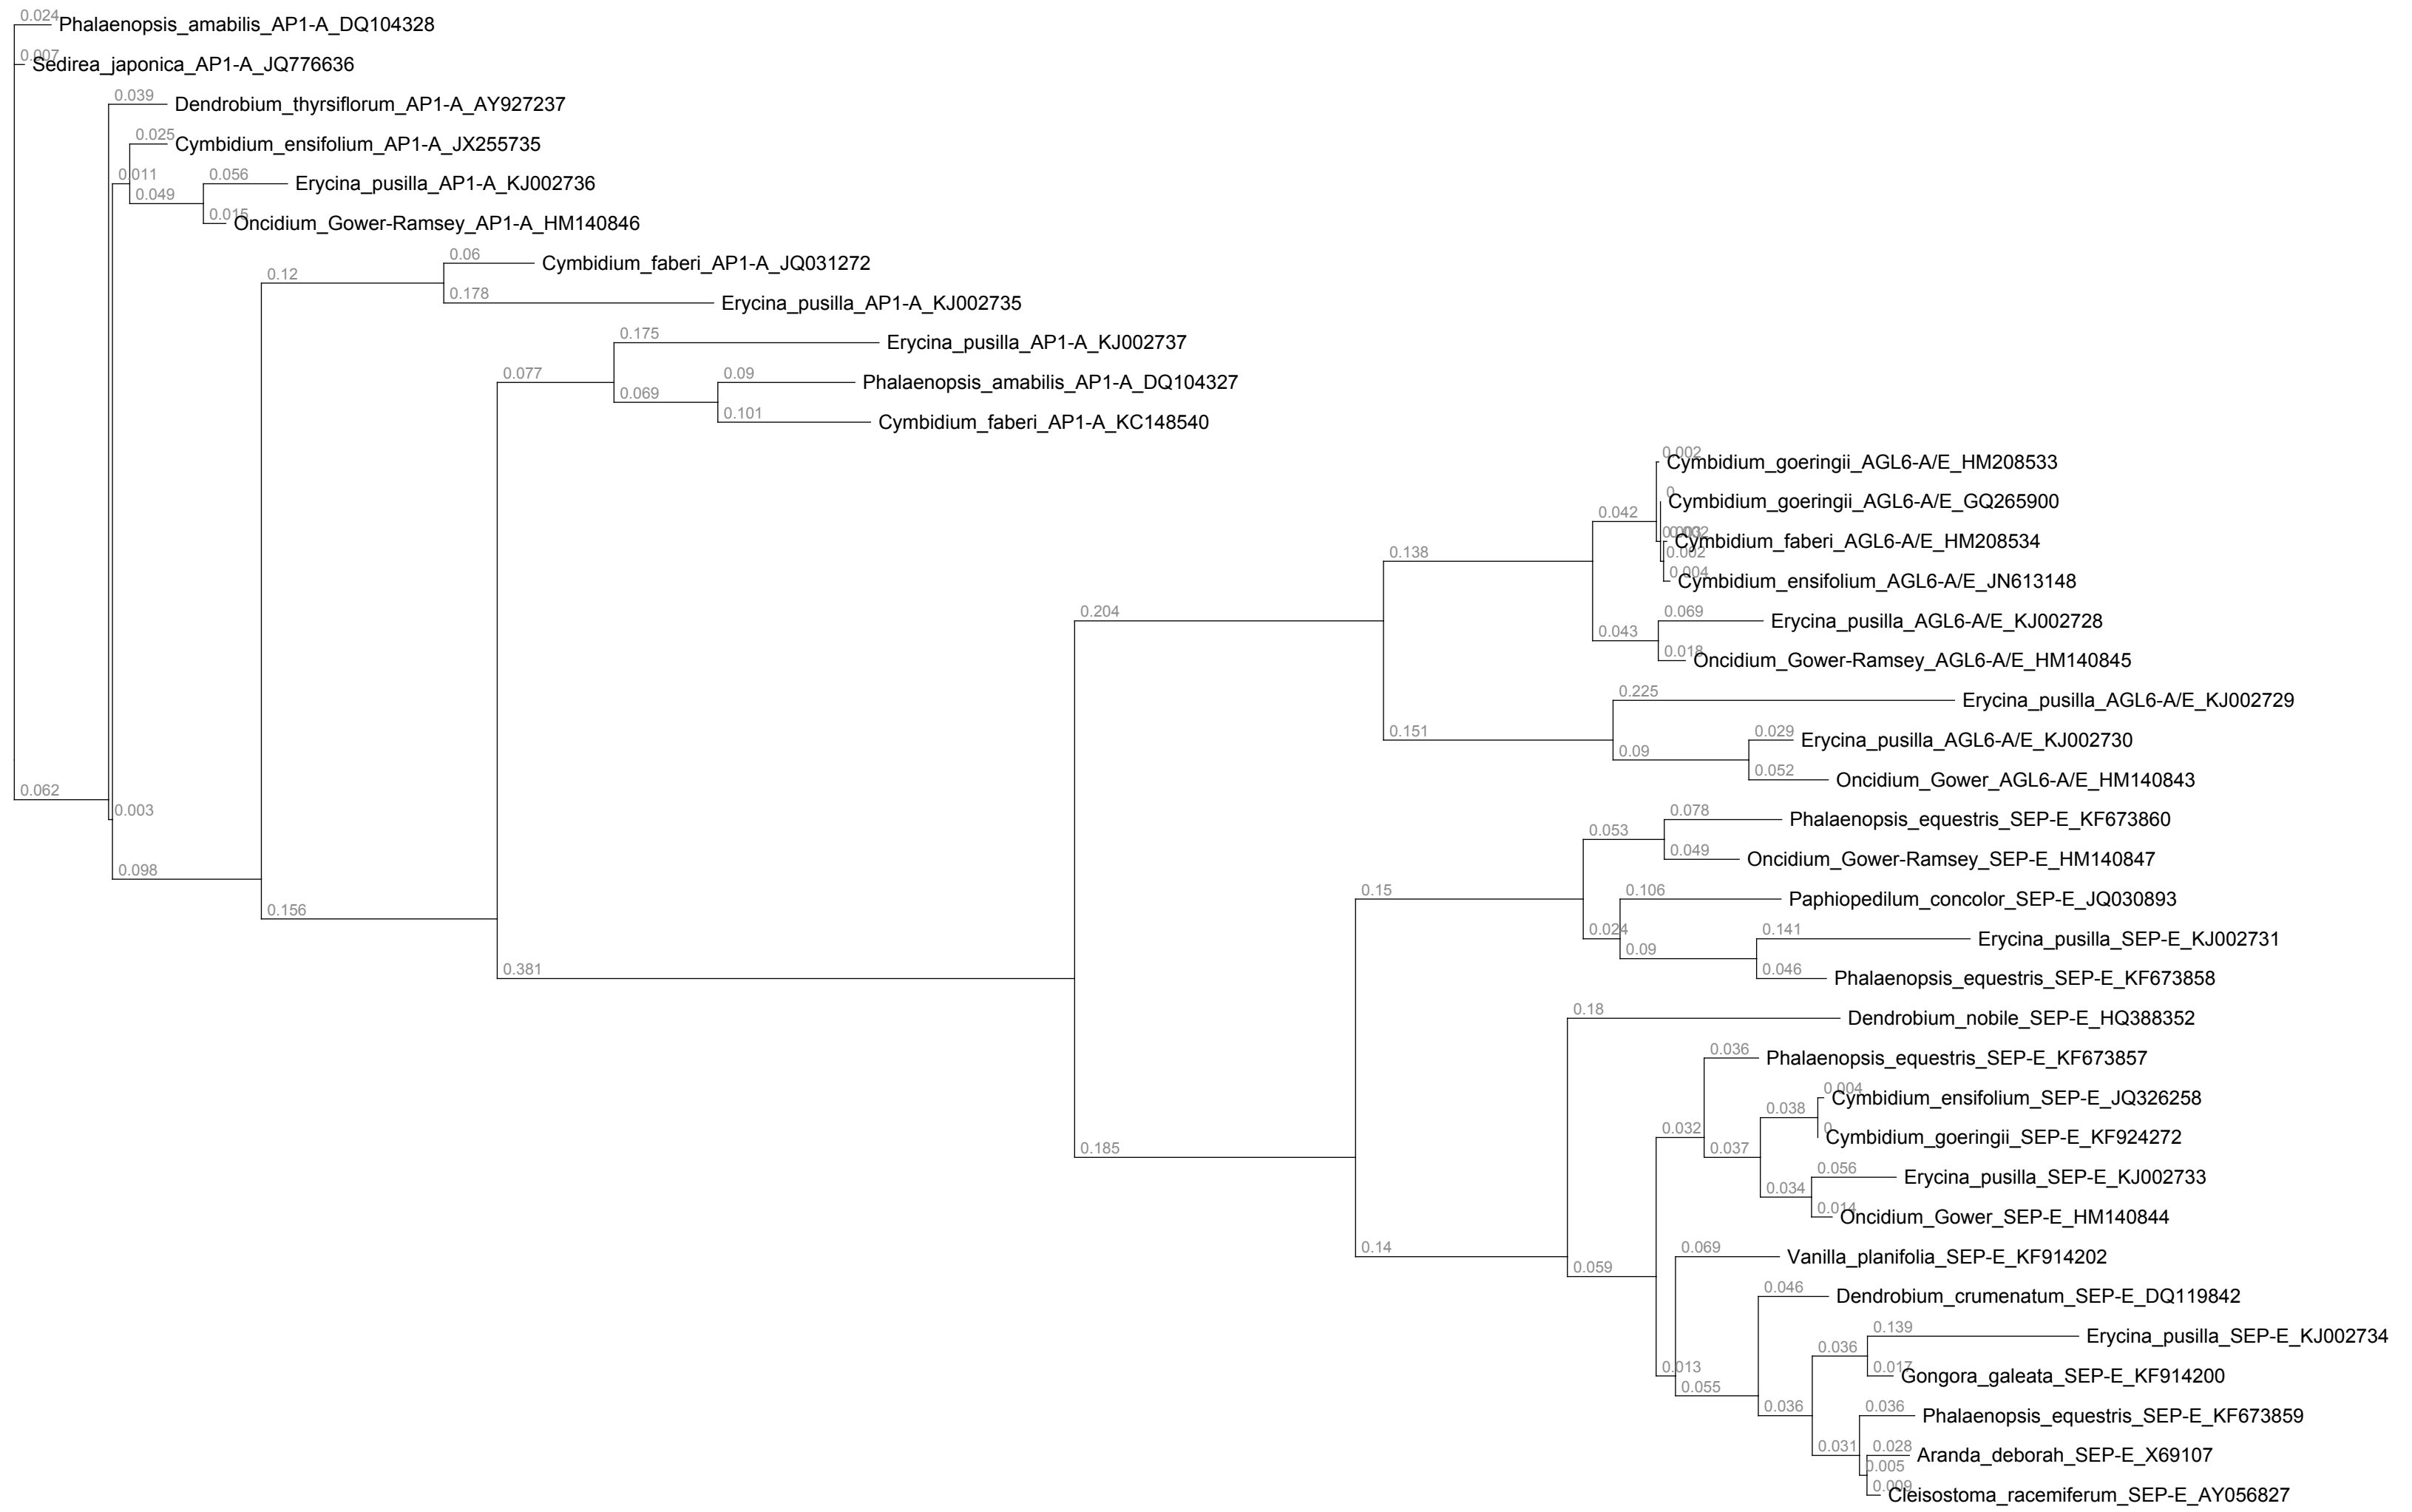 0.024
Phalaenopsis_amabilis_AP1-A_DQ104328
0.007
Sedirea_japonica_AP1-A_JQ776636
0.039
Dendrobium_thyrsiflorum_AP1-A_AY927237
0.025
Cymbidium_ensifolium_AP1-A_JX255735
0.011
0.056
Erycina_pusilla_AP1-A_KJ002736
0.049
0.015
Oncidium_Gower-Ramsey_AP1-A_HM140846
0.06
Cymbidium_faberi_AP1-A_JQ031272
0.12
0.178
Erycina_pusilla_AP1-A_KJ002735
0.175
Erycina_pusilla_AP1-A_KJ002737
0.077
0.09
Phalaenopsis_amabilis_AP1-A_DQ104327
0.069
0.101
Cymbidium_faberi_AP1-A_KC148540
0.002
Cymbidium_goeringii_AGL6-A/E_HM208533
0
Cymbidium_goeringii_AGL6-A/E_GQ265900
0.042
0.002
Cymbidium_faberi_AGL6-A/E_HM208534
0.002
0.138
0.004
Cymbidium_ensifolium_AGL6-A/E_JN613148
0.204
0.069
Erycina_pusilla_AGL6-A/E_KJ002728
0.043
0.018
Oncidium_Gower-Ramsey_AGL6-A/E_HM140845
0.225
Erycina_pusilla_AGL6-A/E_KJ002729
0.151
0.029
Erycina_pusilla_AGL6-A/E_KJ002730
0.09
0.052
Oncidium_Gower_AGL6-A/E_HM140843
0.062
0.003
0.078
Phalaenopsis_equestris_SEP-E_KF673860
0.053
0.049
Oncidium_Gower-Ramsey_SEP-E_HM140847
0.098
0.15
0.106
Paphiopedilum_concolor_SEP-E_JQ030893
0.156
0.024
0.141
Erycina_pusilla_SEP-E_KJ002731
0.09
0.381
0.046
Phalaenopsis_equestris_SEP-E_KF673858
0.18
Dendrobium_nobile_SEP-E_HQ388352
0.036
Phalaenopsis_equestris_SEP-E_KF673857
0.004
Cymbidium_ensifolium_SEP-E_JQ326258
0.038
0.032
0
Cymbidium_goeringii_SEP-E_KF924272
0.185
0.037
0.056
Erycina_pusilla_SEP-E_KJ002733
0.034
0.014
Oncidium_Gower_SEP-E_HM140844
0.14
0.069
Vanilla_planifolia_SEP-E_KF914202
0.059
0.046
Dendrobium_crumenatum_SEP-E_DQ119842
0.139
Erycina_pusilla_SEP-E_KJ002734
0.036
0.013
0.017
Gongora_galeata_SEP-E_KF914200
0.055
0.036
0.036
Phalaenopsis_equestris_SEP-E_KF673859
0.031
0.028
Aranda_deborah_SEP-E_X69107
0.005
0.009
Cleisostoma_racemiferum_SEP-E_AY056827